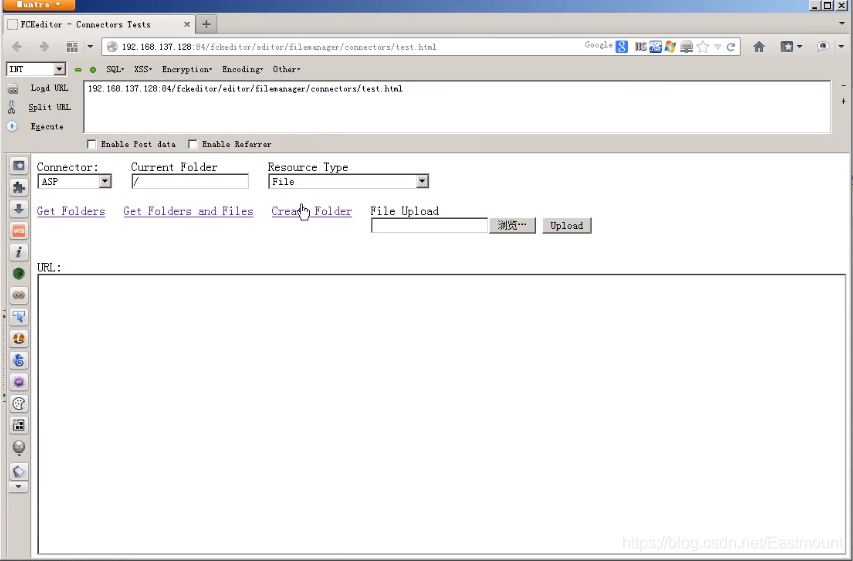 Mantra
FCKeditor - Connectors Tests
192.168.137.128:84/fckeditor/editor/filemanager/connectors/test.html
Google
INT
SQL
XSS
Encryption
Encoding
Other
Load URL
192.168.137.128:84/fckeditor/editor/filemanager/connectors/test.html
Split URL
Execute
Enable Post data
Enable Referrer
Connector:
Current Folder
Resource Type
ASP
/
File
Get Folders
Get Folders and Files
Create Folder
File Upload
浏览…
Upload
URL:
https://blog.csdn.net/Eastmount